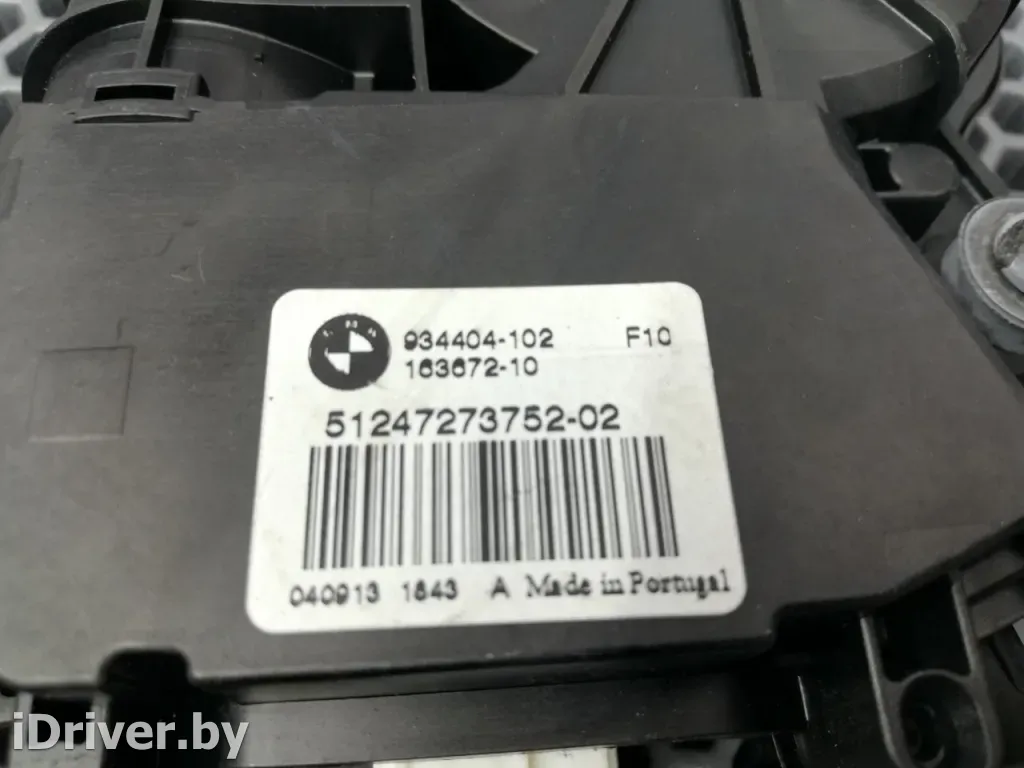 934404-102 F10
163672-10
51247273752-02
040913 1843 A Made in Portugal
iDriver.by